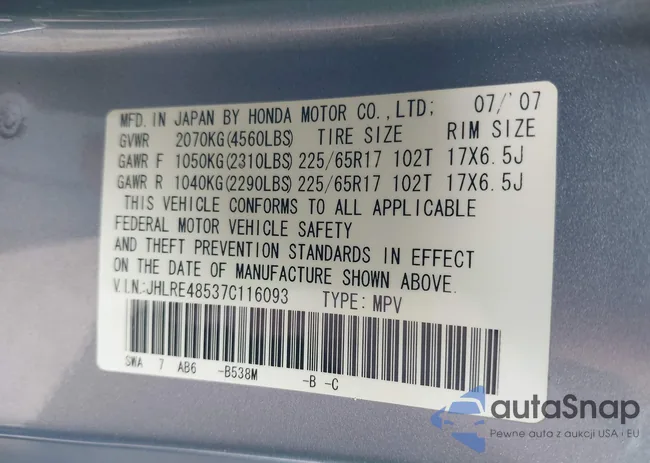 MFD. IN JAPAN BY HONDA MOTOR CO.,LTD; 07/'07
GVWR 2070KG(4560LBS) TIRE SIZE RIM SIZE
GAWR F 1050KG(2310LBS) 225/65R17 102T 17X6.5J
GAWR R 1040KG(2290LBS) 225/65R17 102T 17X6.5J
THIS VEHICLE CONFORMS TO ALL APPLICABLE
FEDERAL MOTOR VEHICLE SAFETY
AND THEFT PREVENTION STANDARDS IN EFFECT
ON THE DATE OF MANUFACTURE SHOWN ABOVE.
V.I.N.:JHLRE48537C116093 TYPE: MPV
SWA 7 AB6 -B538M -B -C
autaSnap
Pewne auta z aukcji USA i EU